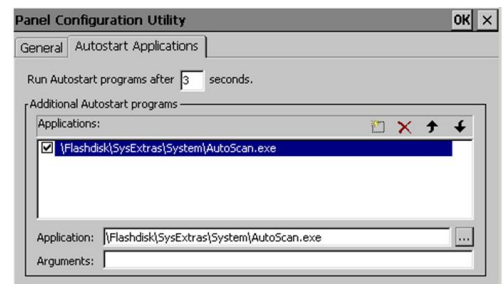 Panel Configuration Utility OK ×
General Autostart Applications
Run Autostart programs after 3 seconds.
Additional Autostart programs
Applications:
\Flashdisk\SysExtras\System\AutoScan.exe
Application: \Flashdisk\SysExtras\System\AutoScan.exe ...
Arguments: